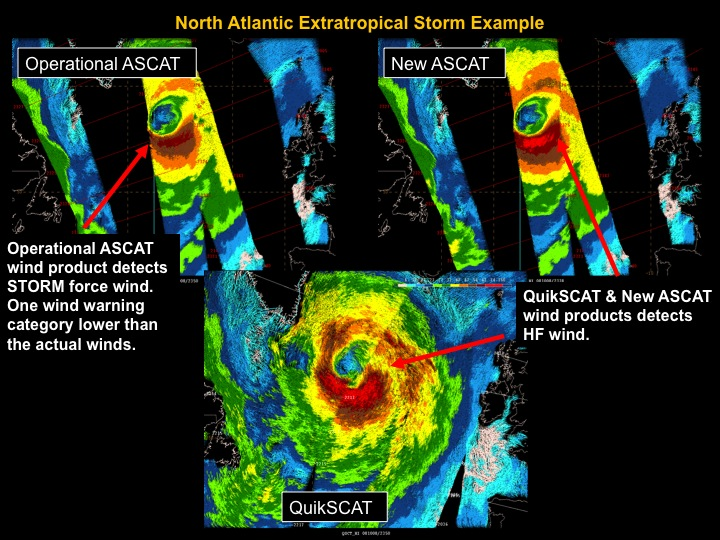 North Atlantic Extratropical Storm Example
Operational ASCAT
New ASCAT
Operational ASCAT
wind product detects
STORM force wind.
One wind warning
category lower than
the actual winds.
QuikSCAT & New ASCAT
wind products detects
HF wind.
QuikSCAT